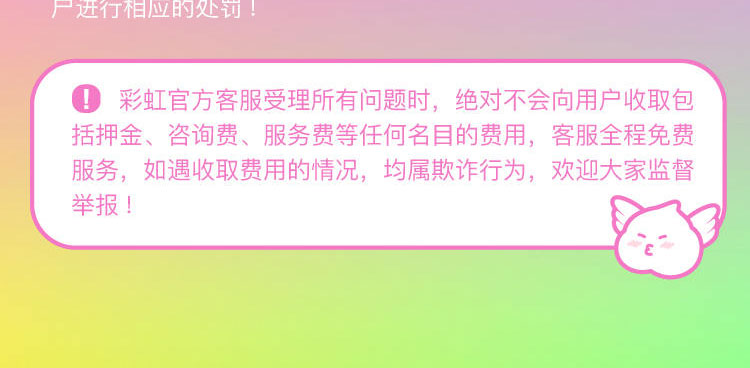 户进行相应的处罚！
! 彩虹官方客服受理所有问题时，绝对不会向用户收取包
括押金、咨询费、服务费等任何名目的费用，客服全程免费
服务，如遇收取费用的情况，均属欺诈行为，欢迎大家监督
举报！